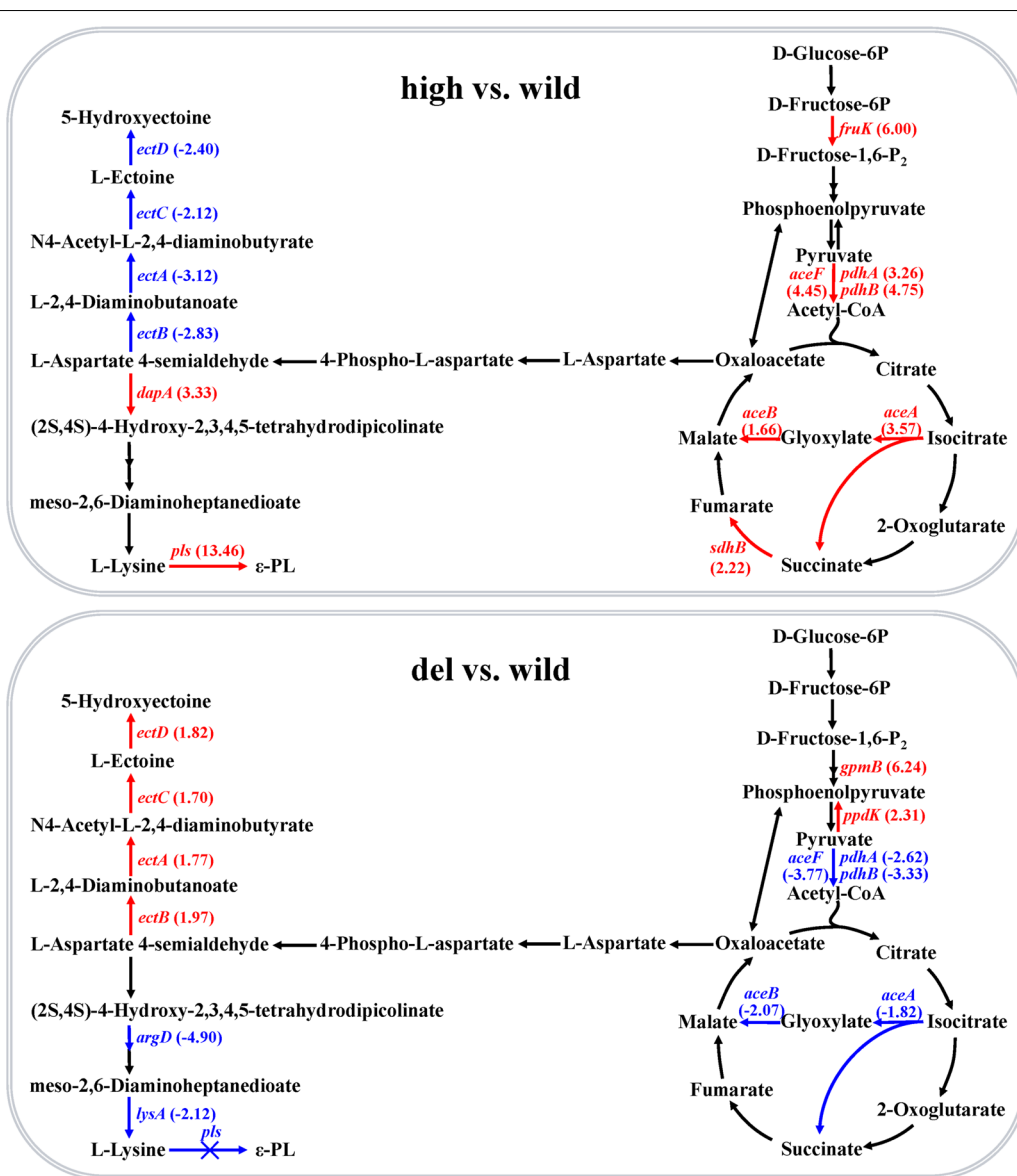 high vs. wild
D-Glucose-6P
D-Fructose-6P
fruK (6.00)
D-Fructose-1,6-P₂
Phosphoenolpyruvate
Pyruvate
aceF
(4.45)
pdhA (3.26)
pdhB (4.75)
Acetyl-CoA
5-Hydroxyectoine
ectD (-2.40)
L-Ectoine
ectC (-2.12)
N4-Acetyl-L-2,4-diaminobutyrate
ectA (-3.12)
L-2,4-Diaminobutanoate
ectB (-2.83)
L-Aspartate 4-semialdehyde
4-Phospho-L-aspartate
L-Aspartate
Oxaloacetate
Citrate
dapA (3.33)
(2S,4S)-4-Hydroxy-2,3,4,5-tetrahydrodipicolinate
meso-2,6-Diaminoheptanedioate
L-Lysine
pls (13.46)
ε-PL
Malate
aceB
(1.66)
Glyoxylate
aceA
(3.57)
Isocitrate
Fumarate
2-Oxoglutarate
sdhB
(2.22)
Succinate
del vs. wild
D-Glucose-6P
D-Fructose-6P
D-Fructose-1,6-P₂
gpmB (6.24)
Phosphoenolpyruvate
ppdK (2.31)
Pyruvate
aceF
(-3.77)
pdhA (-2.62)
pdhB (-3.33)
Acetyl-CoA
5-Hydroxyectoine
ectD (1.82)
L-Ectoine
ectC (1.70)
N4-Acetyl-L-2,4-diaminobutyrate
ectA (1.77)
L-2,4-Diaminobutanoate
ectB (1.97)
L-Aspartate 4-semialdehyde
4-Phospho-L-aspartate
L-Aspartate
Oxaloacetate
Citrate
(2S,4S)-4-Hydroxy-2,3,4,5-tetrahydrodipicolinate
argD (-4.90)
meso-2,6-Diaminoheptanedioate
lysA (-2.12)
L-Lysine
pls
ε-PL
Malate
aceB
(-2.07)
Glyoxylate
aceA
(-1.82)
Isocitrate
Fumarate
2-Oxoglutarate
Succinate